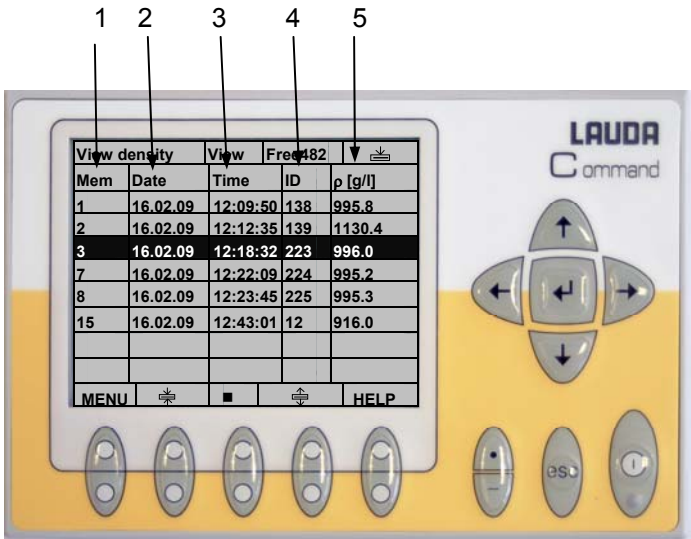 1 2 3 4 5
LAUDA
Command
View density View Free482
Mem Date Time ID ρ [g/l]
1 16.02.09 12:09:50 138 995.8
2 16.02.09 12:12:35 139 1130.4
3 16.02.09 12:18:32 223 996.0
7 16.02.09 12:22:09 224 995.2
8 16.02.09 12:23:45 225 995.3
15 16.02.09 12:43:01 12 916.0
MENU ■ HELP
esc